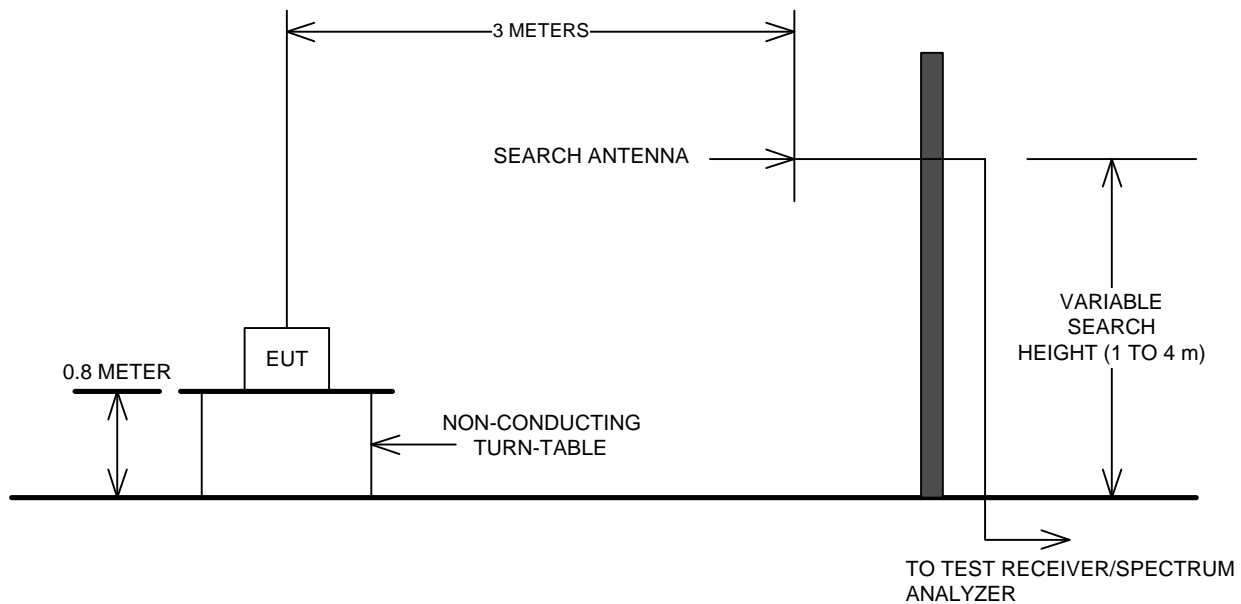 3 METERS
SEARCH ANTENNA
VARIABLE
SEARCH
HEIGHT (1 TO 4 m)
EUT
0.8 METER
NON-CONDUCTING
TURN-TABLE
TO TEST RECEIVER/SPECTRUM
ANALYZER